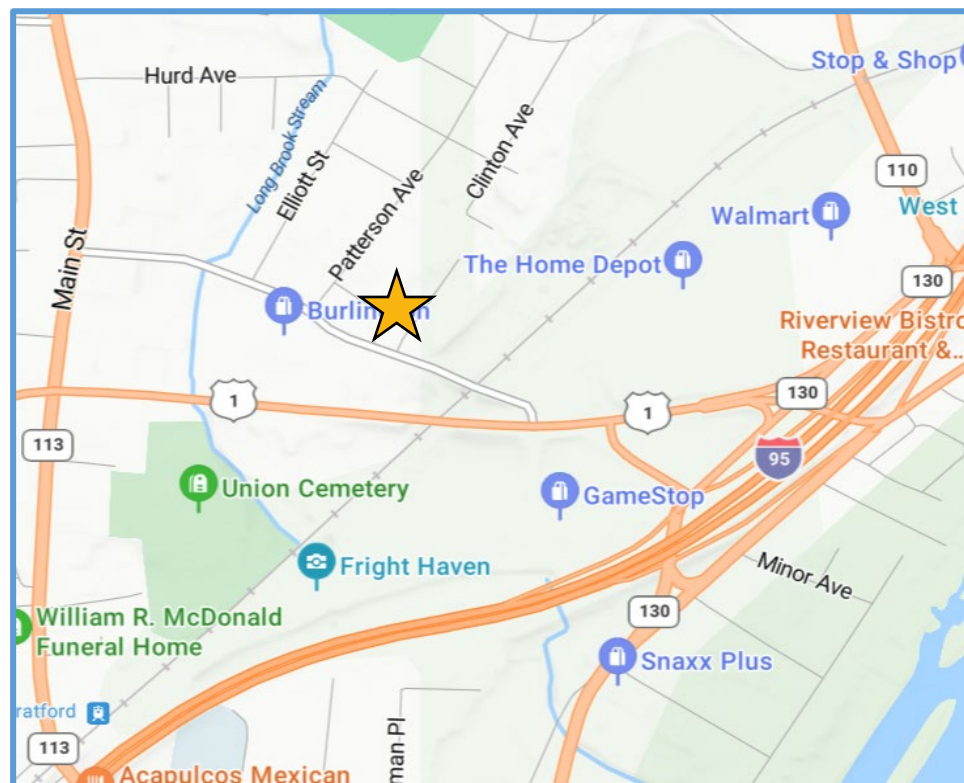 Hurd Ave
Stop & Shop
Long Brook Stream
Elliott St
Clinton Ave
Patterson Ave
110
Walmart
West
Main St
The Home Depot
130
Riverview Bistro
Restaurant &..
1
130
1
113
95
Union Cemetery
GameStop
Fright Haven
Minor Ave
130
William R. McDonald
Funeral Home
Snaxx Plus
ratford
113
man Pl
Acapulcos Mexican